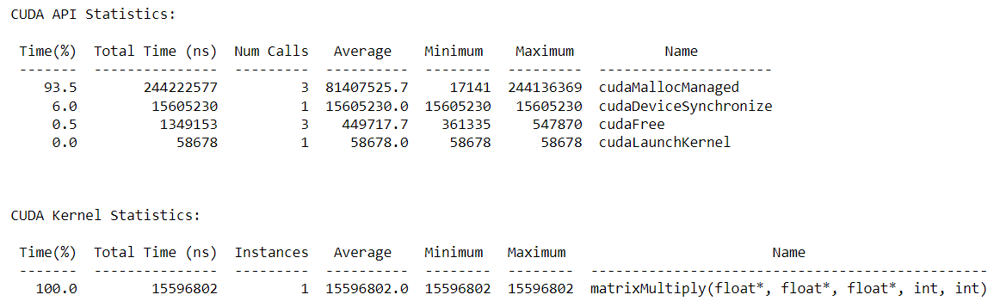 CUDA API Statistics:
Time(%) Total Time (ns) Num Calls Average Minimum Maximum Name
------- --------------- --------- ---------- -------- --------- ---------------------
93.5 244222577 3 81407525.7 17141 244136369 cudaMallocManaged
6.0 15605230 1 15605230.0 15605230 15605230 cudaDeviceSynchronize
0.5 1349153 3 449717.7 361335 547870 cudaFree
0.0 58678 1 58678.0 58678 58678 cudaLaunchKernel
CUDA Kernel Statistics:
Time(%) Total Time (ns) Instances Average Minimum Maximum Name
------- --------------- --------- ---------- -------- -------- ------------------------------------------------
100.0 15596802 1 15596802.0 15596802 15596802 matrixMultiply(float*, float*, float*, int, int)